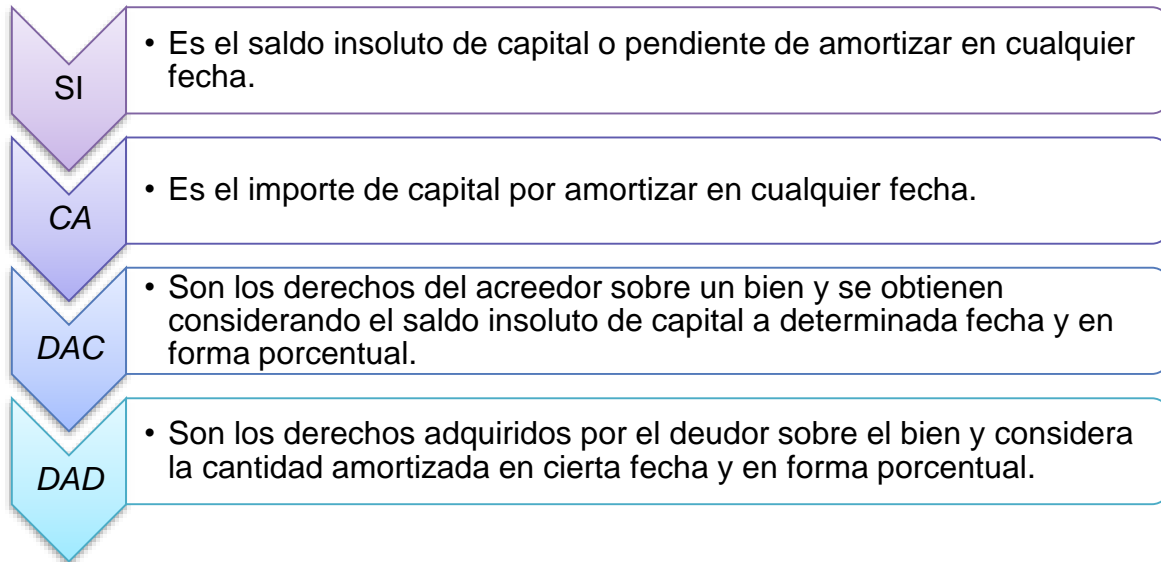 SI
• Es el saldo insoluto de capital o pendiente de amortizar en cualquier
fecha.
CA
• Es el importe de capital por amortizar en cualquier fecha.
DAC
• Son los derechos del acreedor sobre un bien y se obtienen
considerando el saldo insoluto de capital a determinada fecha y en
forma porcentual.
DAD
• Son los derechos adquiridos por el deudor sobre el bien y considera
la cantidad amortizada en cierta fecha y en forma porcentual.